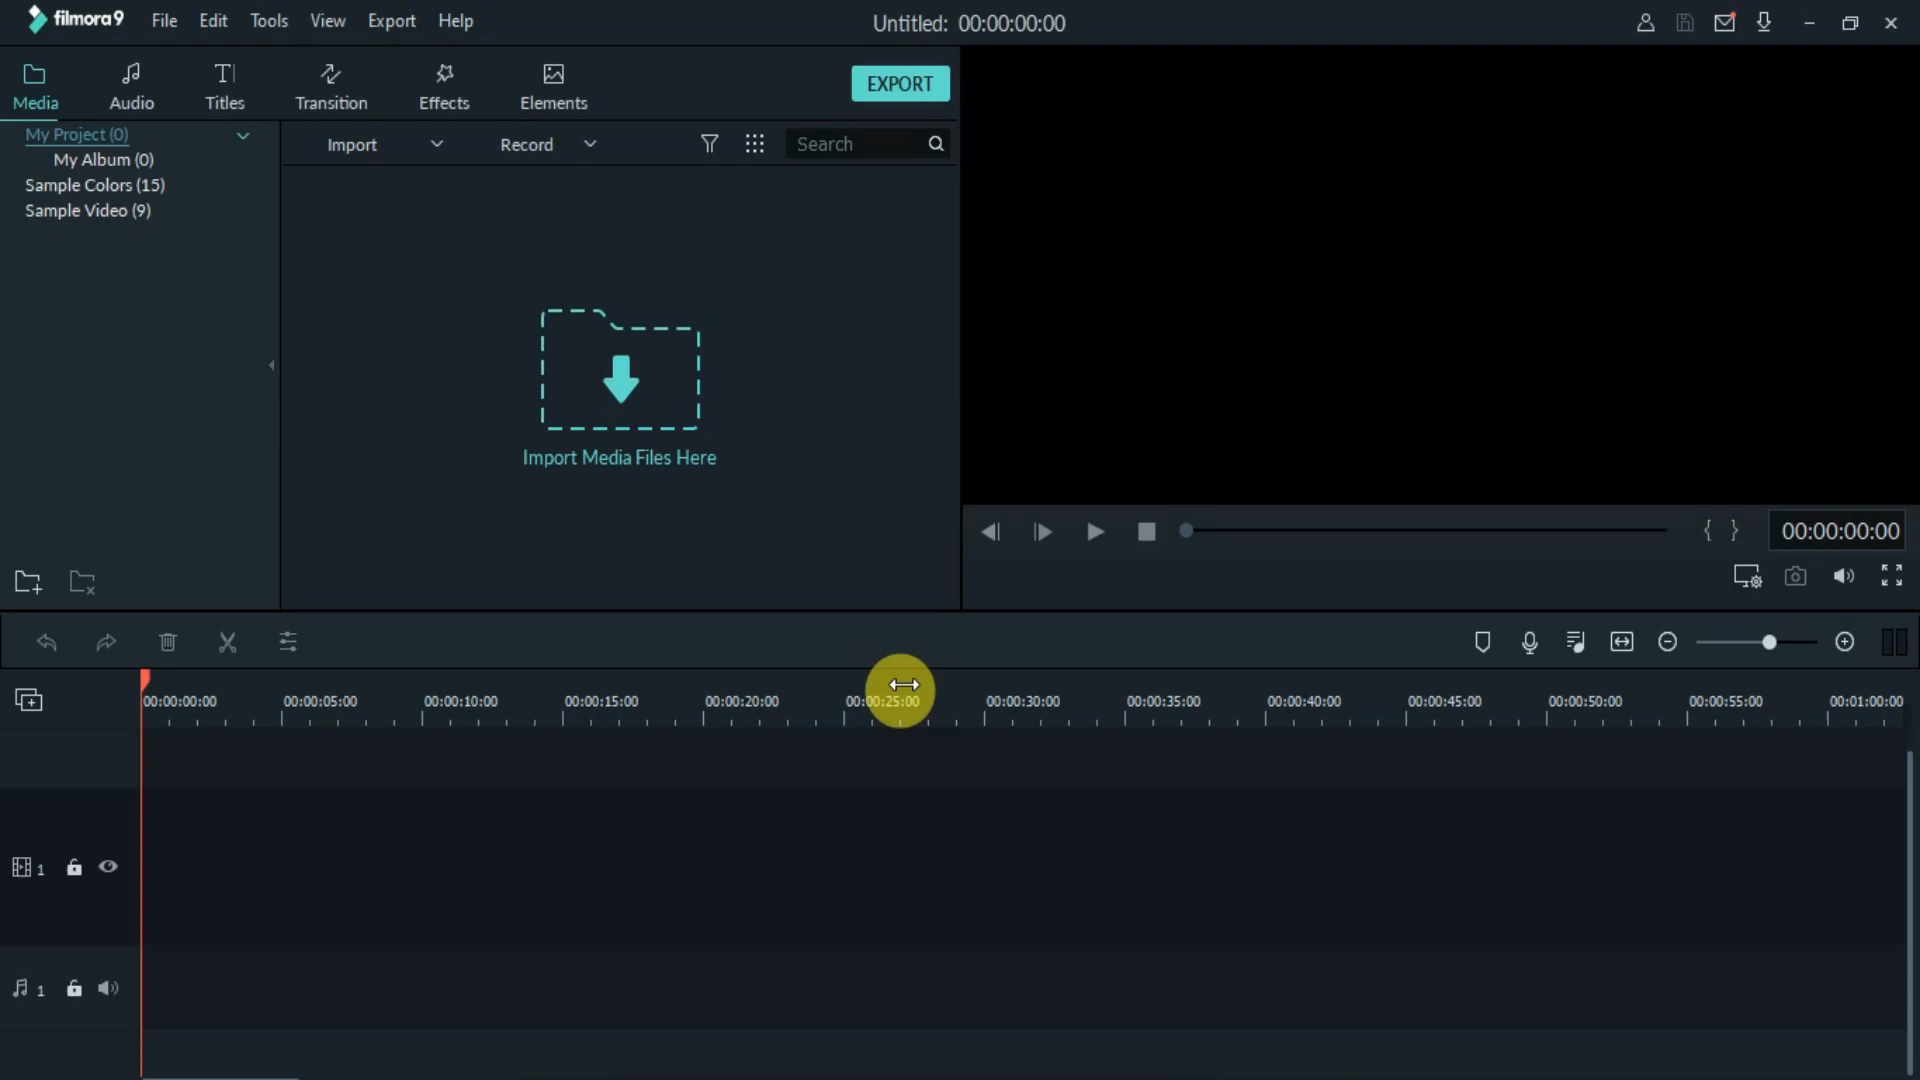 filmora9 File Edit Tools View Export Help Untitled: 00:00:00:00
Media Audio Titles Transition Effects Elements EXPORT
My Project (0)
My Album (0)
Sample Colors (15)
Sample Video (9)
Import Record Search
Import Media Files Here
{ } 00:00:00:00
00:00:00:00 00:00:05:00 00:00:10:00 00:00:15:00 00:00:20:00 00:00:25:00 00:00:30:00 00:00:35:00 00:00:40:00 00:00:45:00 00:00:50:00 00:00:55:00 00:01:00:00
1
1